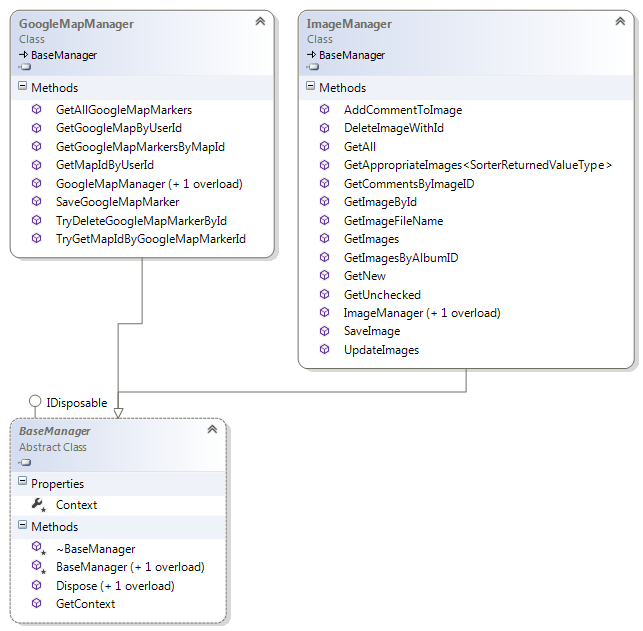 GoogleMapManager
Class
BaseManager
Methods
GetAllGoogleMapMarkers
GetGoogleMapByUserId
GetGoogleMapMarkersByMapId
GetMapIdByUserId
GoogleMapManager (+ 1 overload)
SaveGoogleMapMarker
TryDeleteGoogleMapMarkerById
TryGetMapIdByGoogleMapMarkerId
ImageManager
Class
BaseManager
Methods
AddCommentToImage
DeleteImageWithId
GetAll
GetAppropriateImages<SorterReturnedValueType>
GetCommentsByImageID
GetImageById
GetImageFileName
GetImages
GetImagesByAlbumID
GetNew
GetUnchecked
ImageManager (+ 1 overload)
SaveImage
UpdateImages
IDisposable
BaseManager
Abstract Class
Properties
Context
Methods
~BaseManager
BaseManager (+ 1 overload)
Dispose (+ 1 overload)
GetContext